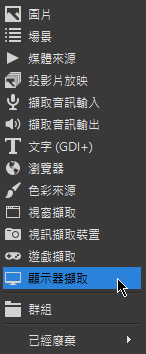 圖片
場景
媒體來源
投影片放映
擷取音訊輸入
擷取音訊輸出
文字 (GDI+)
瀏覽器
色彩來源
視窗擷取
視訊擷取裝置
遊戲擷取
顯示器擷取
群組
已經廢棄